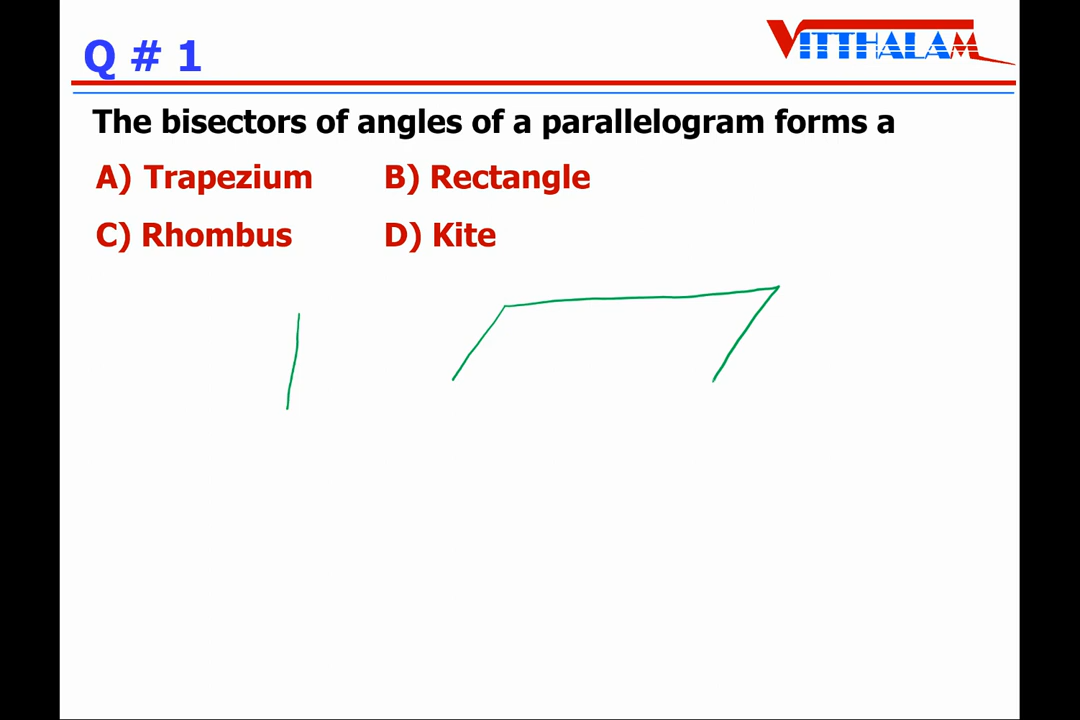 Q # 1
VITTHALAM
The bisectors of angles of a parallelogram forms a
A) Trapezium B) Rectangle
C) Rhombus D) Kite